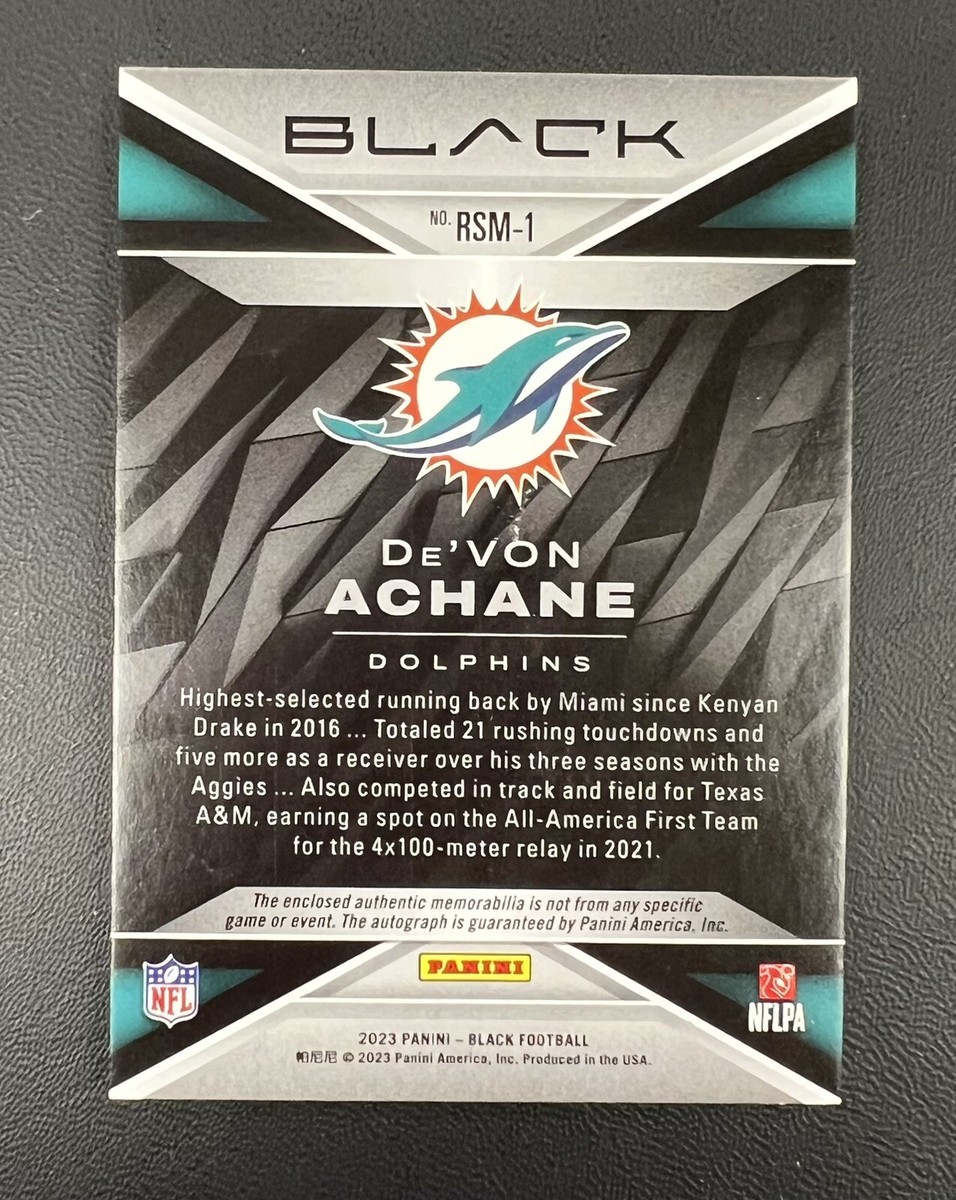 BLACK
NO. RSM-1
DE'VON
ACHANE
DOLPHINS
Highest-selected running back by Miami since Kenyan
Drake in 2016 ... Totaled 21 rushing touchdowns and
five more as a receiver over his three seasons with the
Aggies ... Also competed in track and field for Texas
A&M, earning a spot on the All-America First Team
for the 4x100-meter relay in 2021.
The enclosed authentic memorabilia is not from any specific
game or event. The autograph is guaranteed by Panini America, Inc.
NFL
PANINI
NFLPA
2023 PANINI – BLACK FOOTBALL
帕尼尼 © 2023 Panini America, Inc. Produced in the USA.